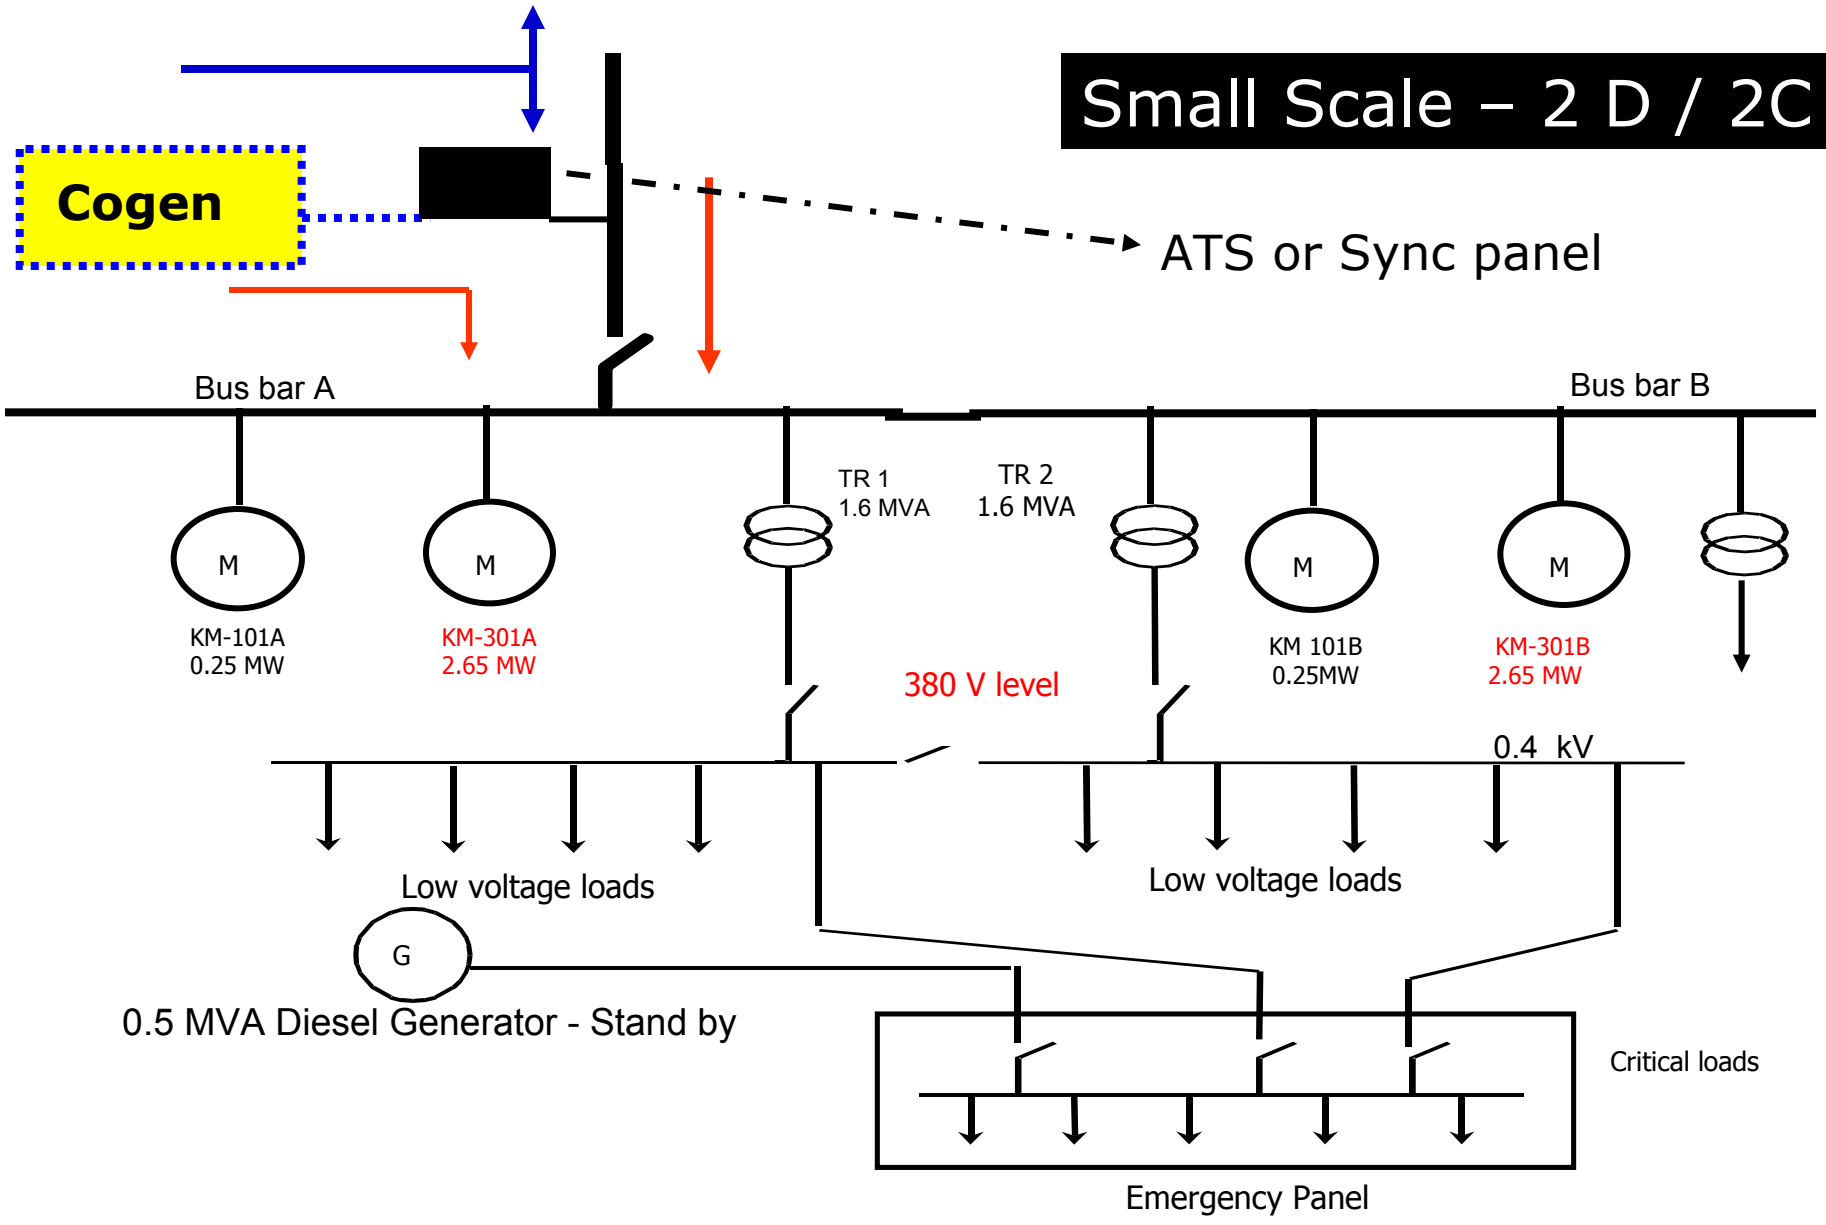 Small Scale – 2 D / 2C
Cogen
ATS or Sync panel
Bus bar A
Bus bar B
TR 1
1.6 MVA
TR 2
1.6 MVA
M
M
M
M
KM-101A
0.25 MW
KM-301A
2.65 MW
KM 101B
0.25MW
KM-301B
2.65 MW
380 V level
0.4 kV
Low voltage loads
Low voltage loads
G
0.5 MVA Diesel Generator - Stand by
Critical loads
Emergency Panel